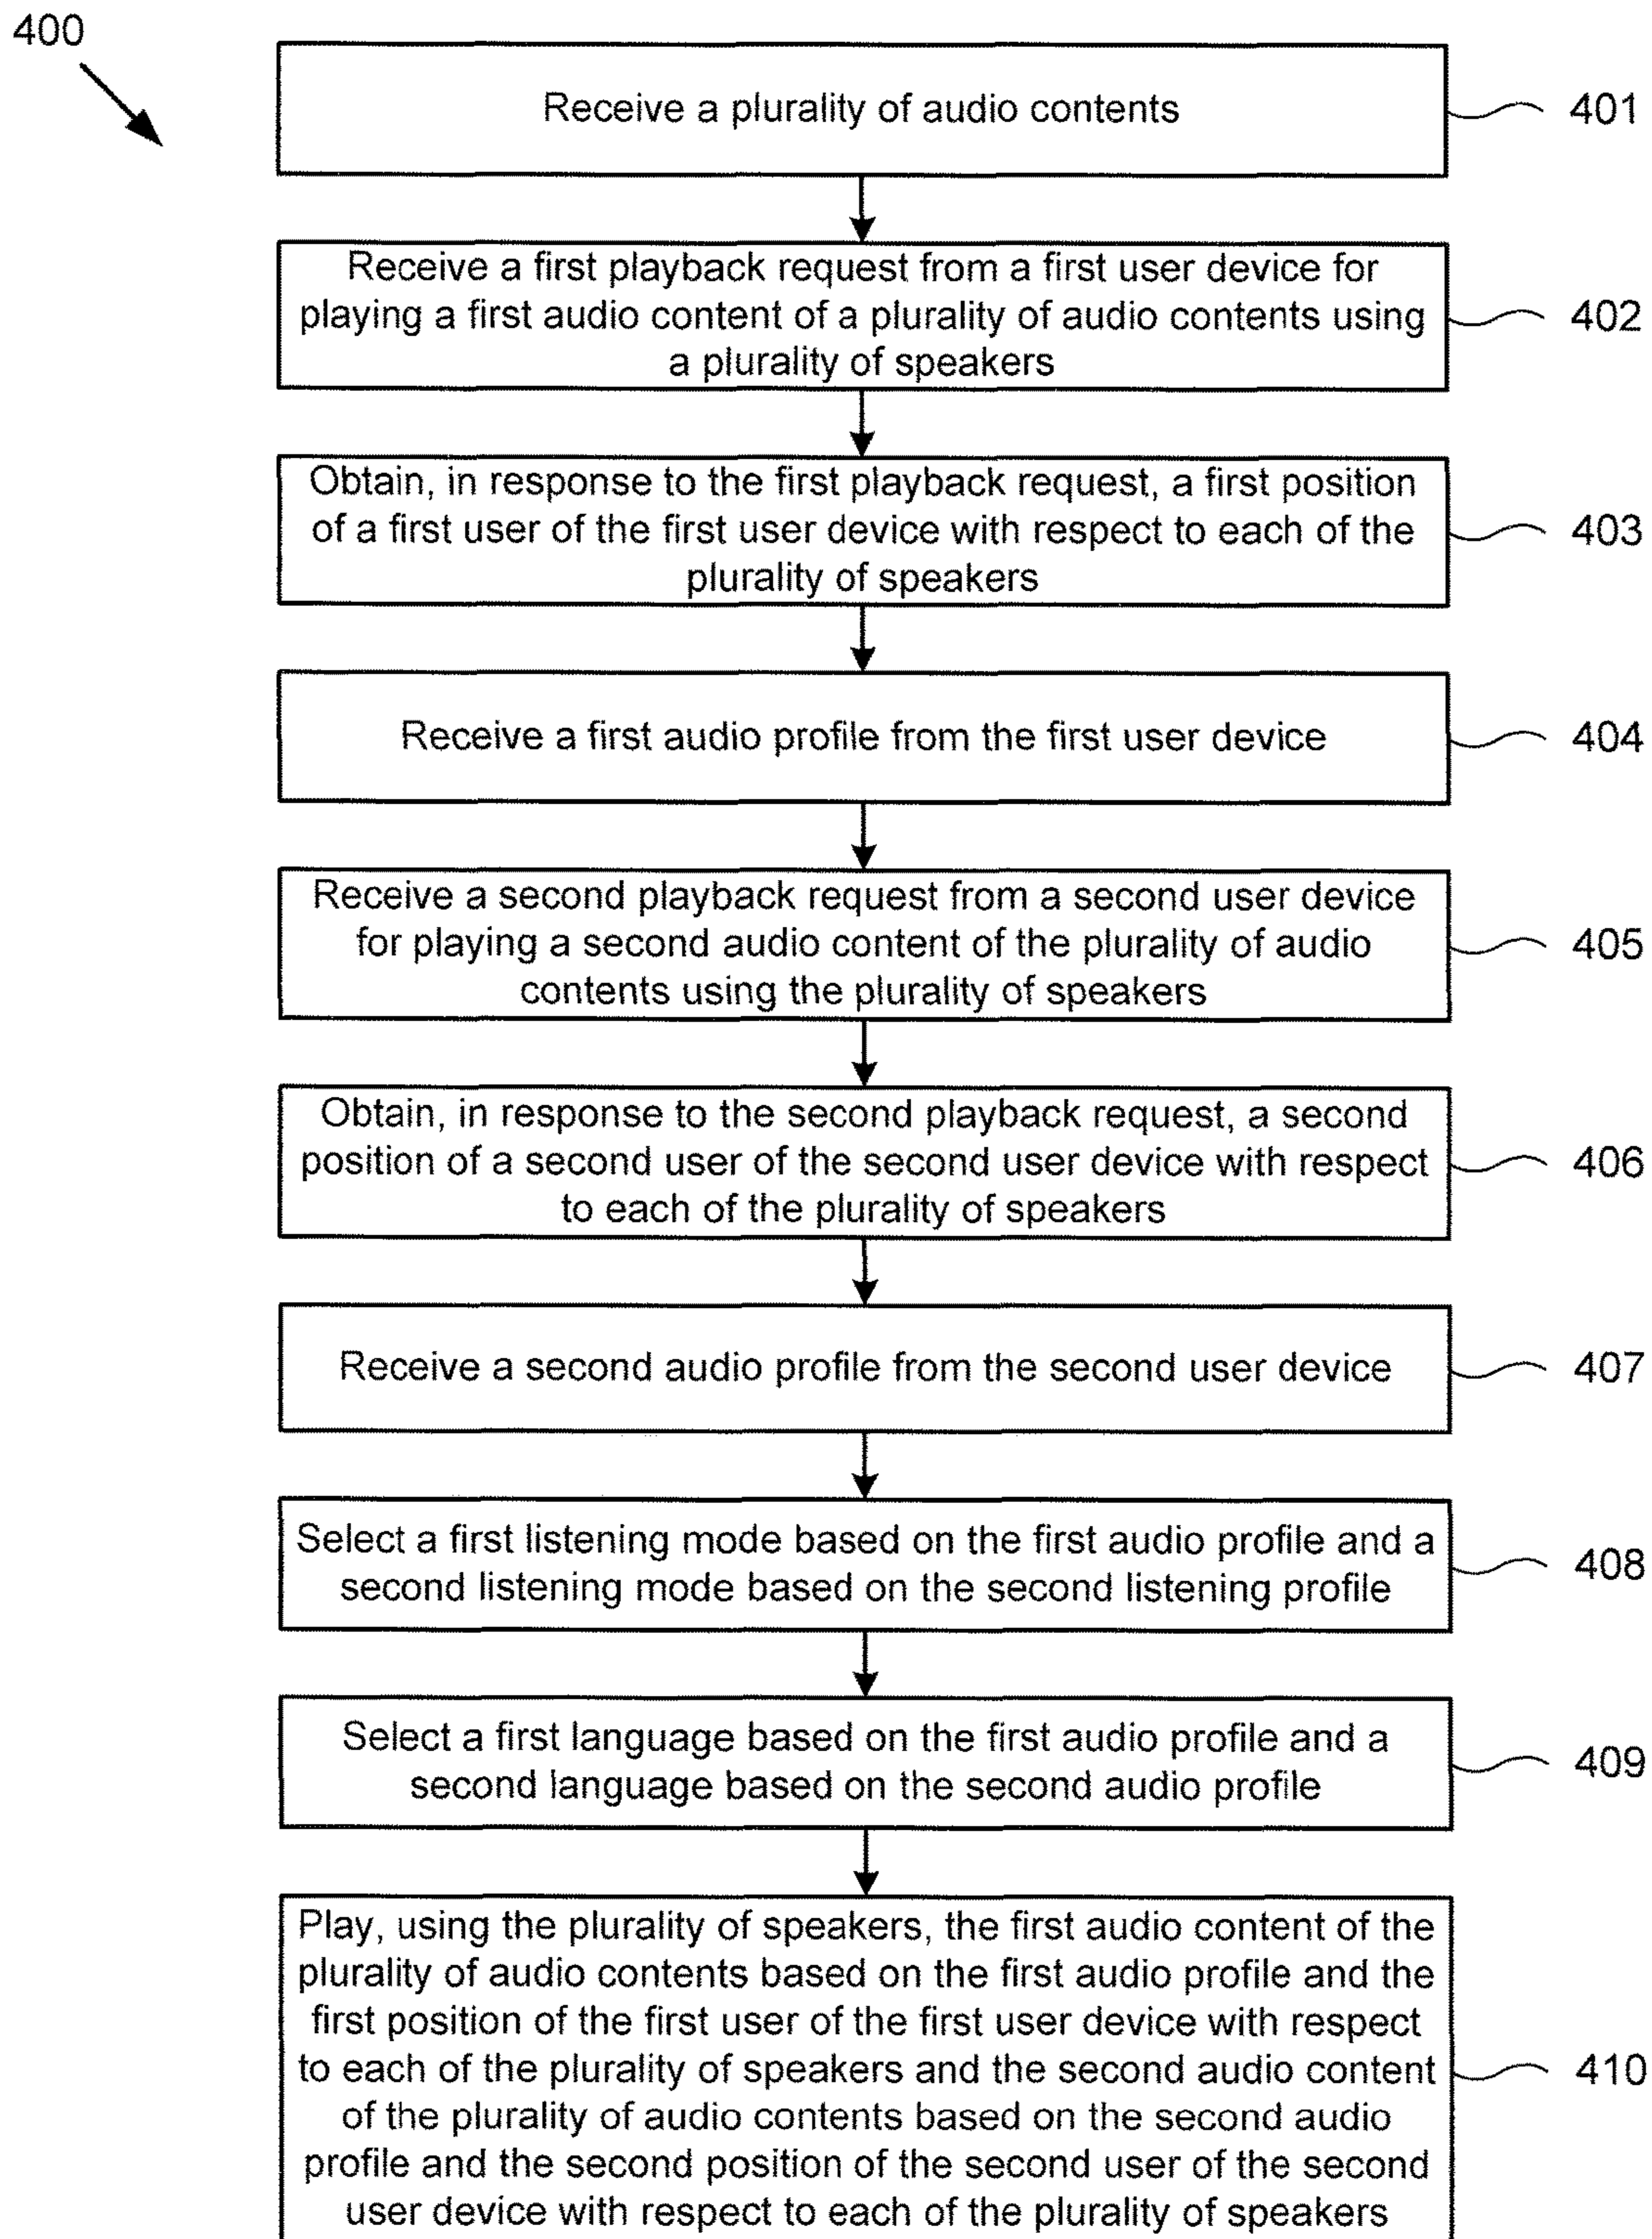 400
Receive a plurality of audio contents
401
Receive a first playback request from a first user device for
playing a first audio content of a plurality of audio contents using
a plurality of speakers
402
Obtain, in response to the first playback request, a first position
of a first user of the first user device with respect to each of the
plurality of speakers
403
Receive a first audio profile from the first user device
404
Receive a second playback request from a second user device
for playing a second audio content of the plurality of audio
contents using the plurality of speakers
405
Obtain, in response to the second playback request, a second
position of a second user of the second user device with respect
to each of the plurality of speakers
406
Receive a second audio profile from the second user device
407
Select a first listening mode based on the first audio profile and a
second listening mode based on the second listening profile
408
Select a first language based on the first audio profile and a
second language based on the second audio profile
409
Play, using the plurality of speakers, the first audio content of the
plurality of audio contents based on the first audio profile and the
first position of the first user of the first user device with respect
to each of the plurality of speakers and the second audio content
of the plurality of audio contents based on the second audio
profile and the second position of the second user of the second
user device with respect to each of the plurality of speakers
410